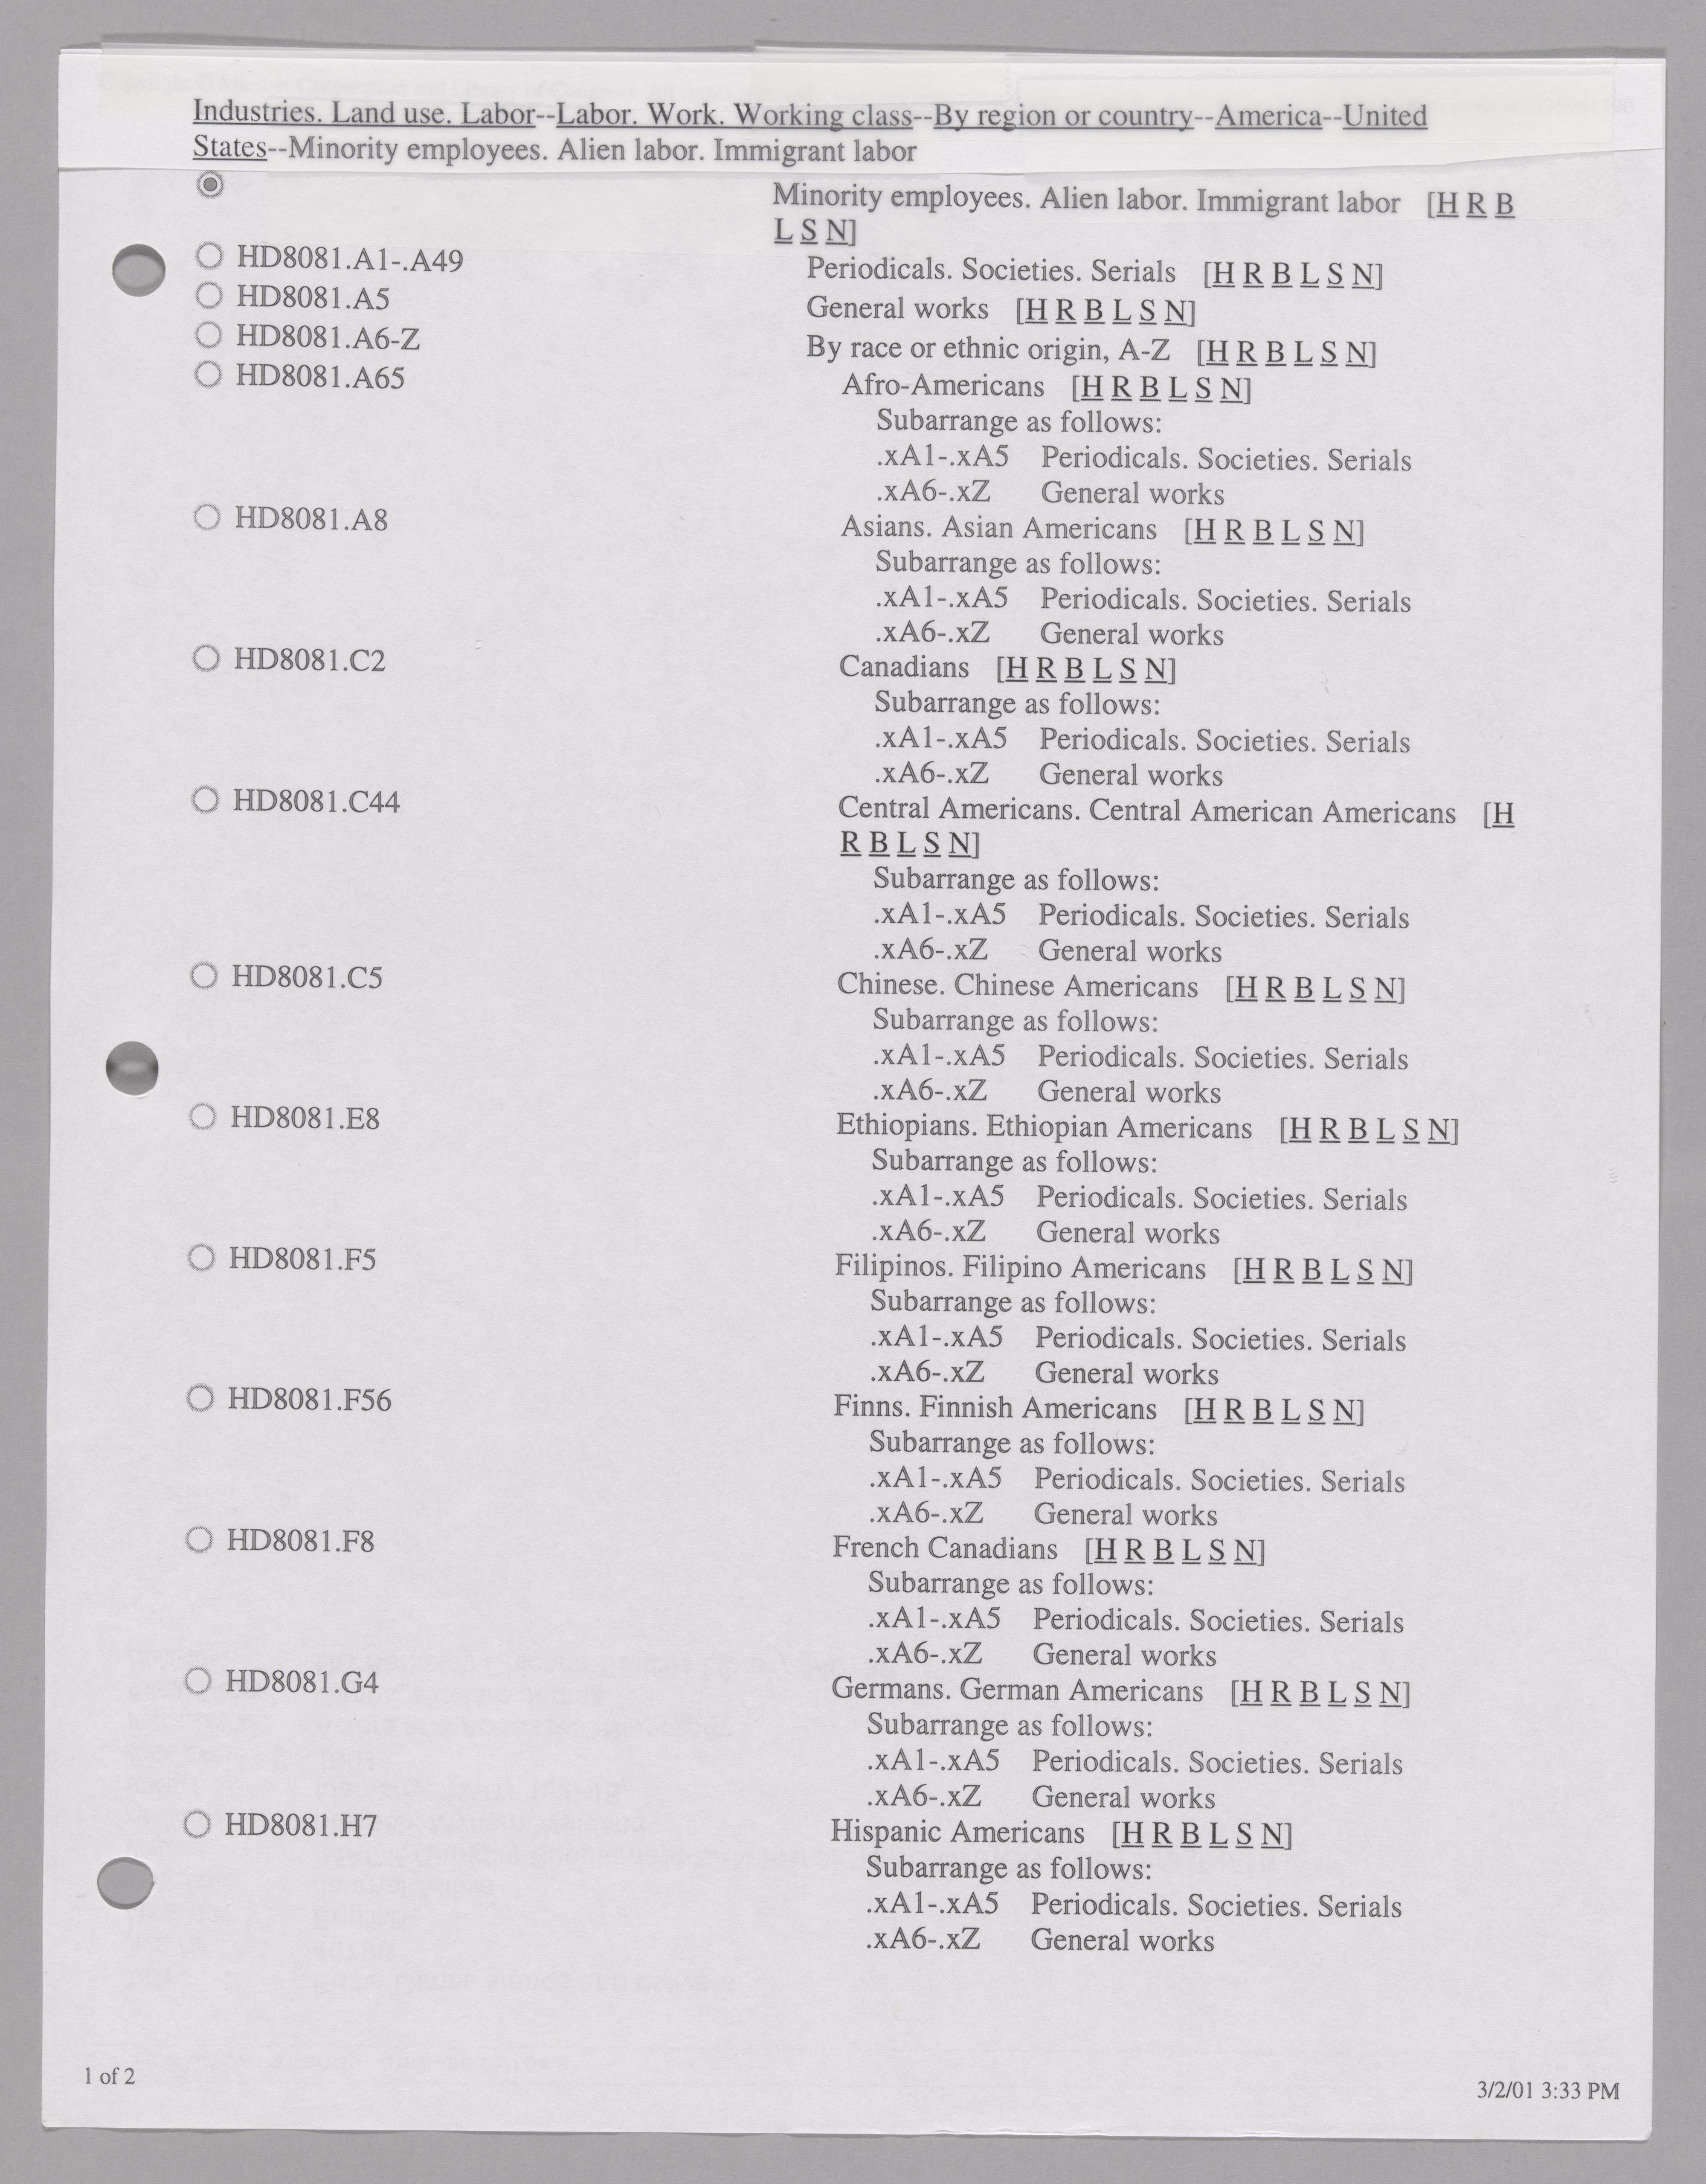 Industries. Land use. Labor--Labor. Work. Working class--By region or country--America--United
States--Minority employees. Alien labor. Immigrant labor
Minority employees. Alien labor. Immigrant labor [H R B
L S N]
HD8081.A1-.A49 Periodicals. Societies. Serials [H R B L S N]
HD8081.A5 General works [H R B L S N]
HD8081.A6-Z By race or ethnic origin, A-Z [H R B L S N]
HD8081.A65 Afro-Americans [H R B L S N]
Subarrange as follows:
.xA1-.xA5 Periodicals. Societies. Serials
.xA6-.xZ General works
HD8081.A8 Asians. Asian Americans [H R B L S N]
Subarrange as follows:
.xA1-.xA5 Periodicals. Societies. Serials
.xA6-.xZ General works
HD8081.C2 Canadians [H R B L S N]
Subarrange as follows:
.xA1-.xA5 Periodicals. Societies. Serials
.xA6-.xZ General works
HD8081.C44 Central Americans. Central American Americans [H
R B L S N]
Subarrange as follows:
.xA1-.xA5 Periodicals. Societies. Serials
.xA6-.xZ General works
HD8081.C5 Chinese. Chinese Americans [H R B L S N]
Subarrange as follows:
.xA1-.xA5 Periodicals. Societies. Serials
.xA6-.xZ General works
HD8081.E8 Ethiopians. Ethiopian Americans [H R B L S N]
Subarrange as follows:
.xA1-.xA5 Periodicals. Societies. Serials
.xA6-.xZ General works
HD8081.F5 Filipinos. Filipino Americans [H R B L S N]
Subarrange as follows:
.xA1-.xA5 Periodicals. Societies. Serials
.xA6-.xZ General works
HD8081.F56 Finns. Finnish Americans [H R B L S N]
Subarrange as follows:
.xA1-.xA5 Periodicals. Societies. Serials
.xA6-.xZ General works
HD8081.F8 French Canadians [H R B L S N]
Subarrange as follows:
.xA1-.xA5 Periodicals. Societies. Serials
.xA6-.xZ General works
HD8081.G4 Germans. German Americans [H R B L S N]
Subarrange as follows:
.xA1-.xA5 Periodicals. Societies. Serials
.xA6-.xZ General works
HD8081.H7 Hispanic Americans [H R B L S N]
Subarrange as follows:
.xA1-.xA5 Periodicals. Societies. Serials
.xA6-.xZ General works
1 of 2
3/2/01 3:33 PM